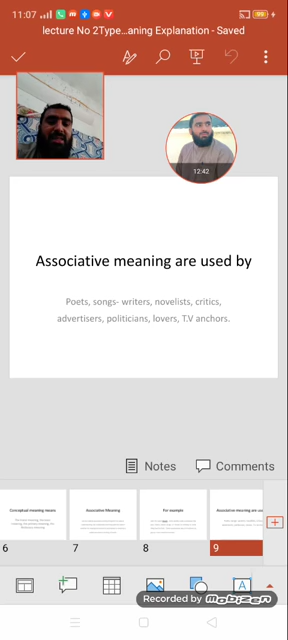 11:07
lecture No 2Type...aning Explanation - Saved
12:42
Associative meaning are used by
Poets, songs- writers, novelists, critics,
advertisers, politicians, lovers, T.V anchors.
Notes
Comments
Conceptual meaning means
Associative Meaning
For example
Associative meaning are us
6
7
8
9
Recorded by mobizen